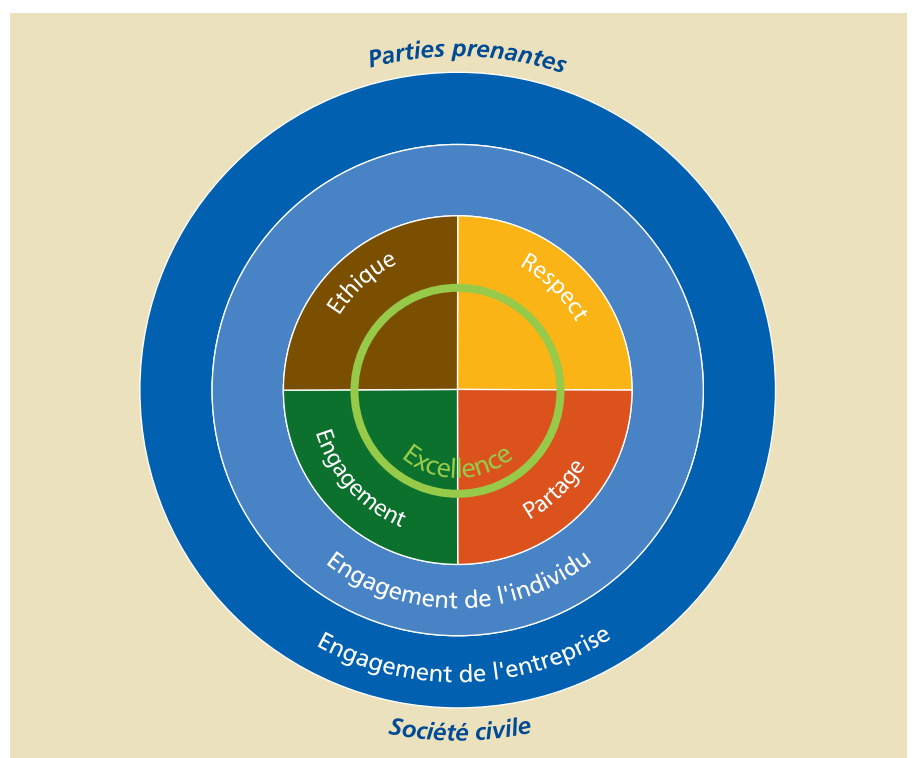 Parties prenantes
Ethique
Respect
Engagement
Excellence
Partage
Engagement de l'individu
Engagement de l'entreprise
Société civile